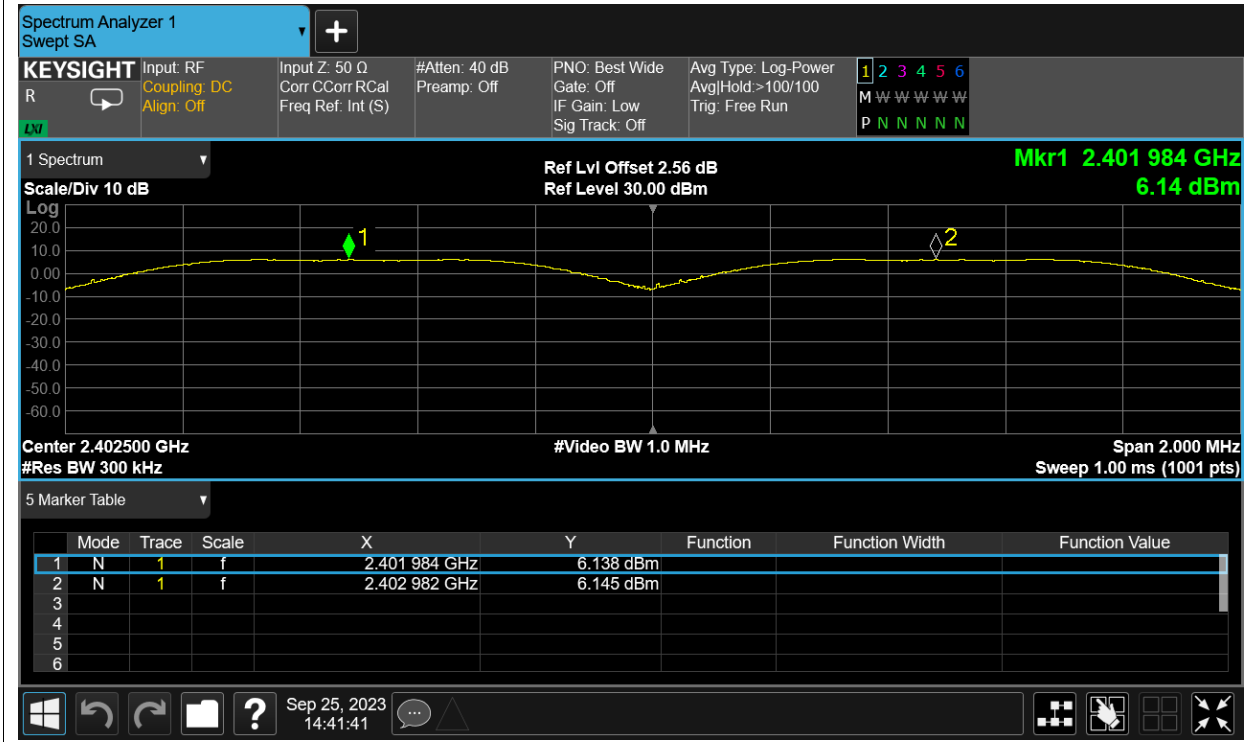 Spectrum Analyzer 1
Swept SA
+
KEYSIGHT
R
LXI
Input: RF
Coupling: DC
Align: Off
Input Z: 50 Ω
Corr CCorr RCal
Freq Ref: Int (S)
#Atten: 40 dB
Preamp: Off
PNO: Best Wide
Gate: Off
IF Gain: Low
Sig Track: Off
Avg Type: Log-Power
Avg|Hold:>100/100
Trig: Free Run
1 2 3 4 5 6
M W W W W W
P N N N N N
1 Spectrum
Scale/Div 10 dB
Ref Lvl Offset 2.56 dB
Ref Level 30.00 dBm
Mkr1 2.401 984 GHz
6.14 dBm
Log
20.0
10.0
0.00
-10.0
-20.0
-30.0
-40.0
-50.0
-60.0
1
2
Center 2.402500 GHz
#Res BW 300 kHz
#Video BW 1.0 MHz
Span 2.000 MHz
Sweep 1.00 ms (1001 pts)
5 Marker Table
Mode Trace Scale X Y Function Function Width Function Value
1 N 1 f 2.401 984 GHz 6.138 dBm
2 N 1 f 2.402 982 GHz 6.145 dBm
3
4
5
6
?
Sep 25, 2023
14:41:41